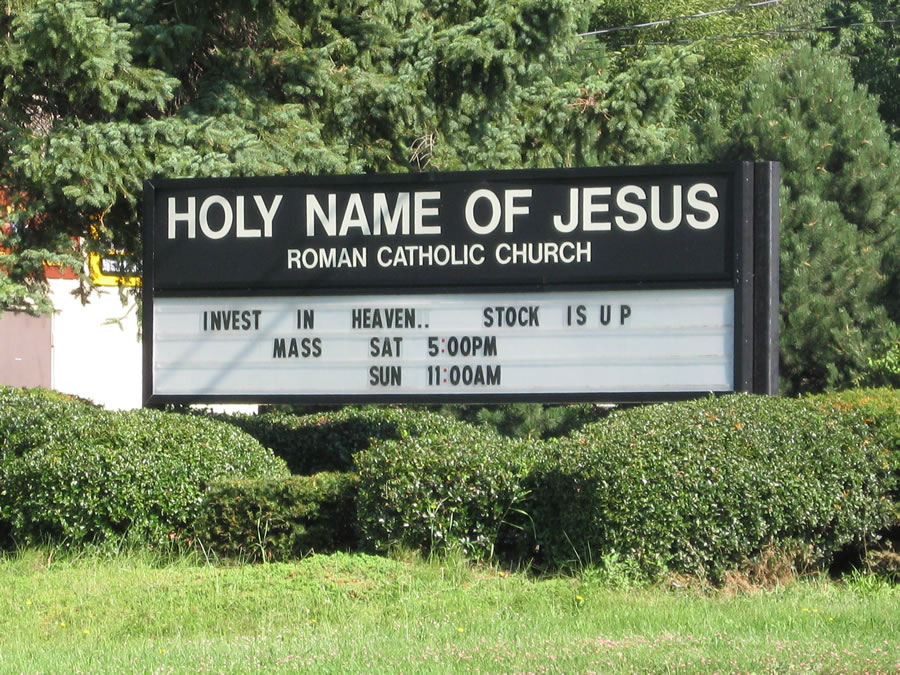 HOLY NAME OF JESUS
ROMAN CATHOLIC CHURCH
INVEST IN HEAVEN.. STOCK IS UP
MASS SAT 5:00PM
SUN 11:00AM